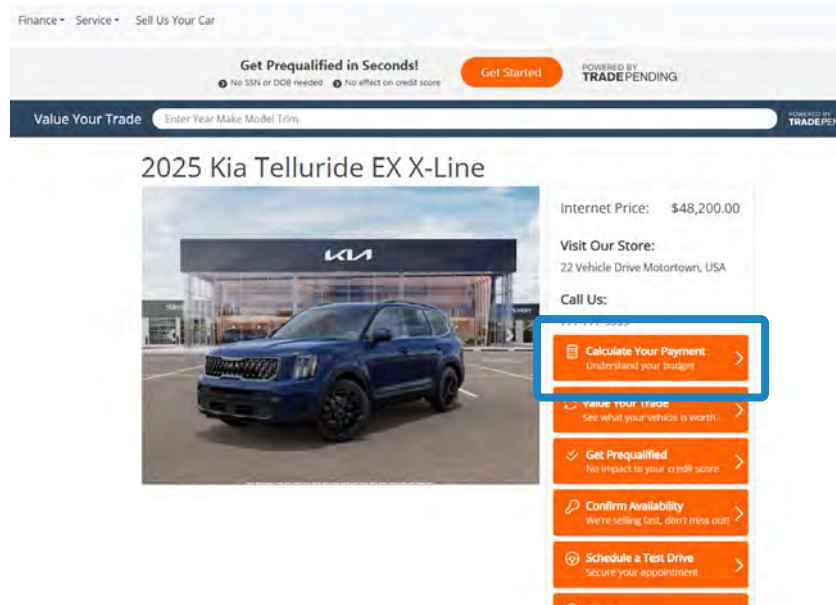 Finance Service Sell Us Your Car
Get Prequalified in Seconds!
No SSN or DOB needed No effect on credit score
Get Started
POWERED BY
TRADEPENDING
Value Your Trade
Enter Year Make Model Trim
POWERED BY
TRADEPE
2025 Kia Telluride EX X-Line
KIA
Internet Price: $48,200.00
Visit Our Store:
22 Vehicle Drive Motortown, USA
Call Us:
Calculate Your Payment
Understand your budget
Value Your Trade
See what your vehicle is worth
Get Prequalified
No impact to your credit score
Confirm Availability
We're selling fast, don't miss out!
Schedule a Test Drive
Secure your appointment